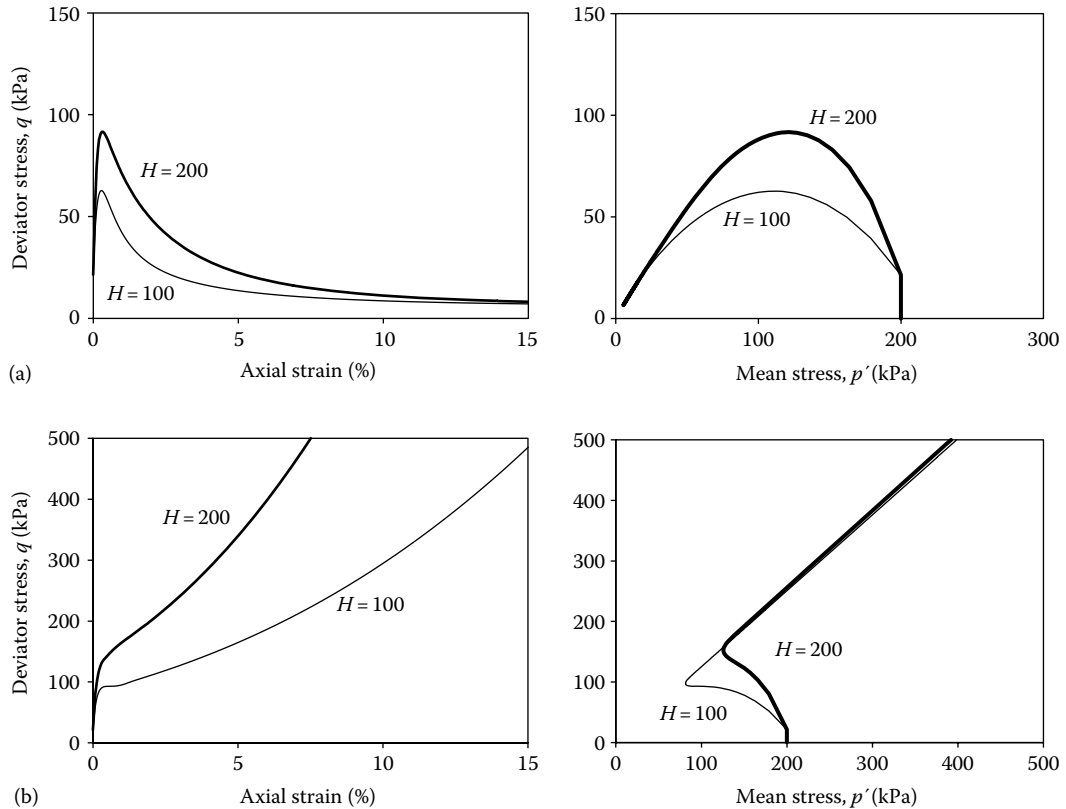 150
100
50
0
Deviator stress, q (kPa)
H = 200
H = 100
0 5 10 15
Axial strain (%)
(a)
150
100
50
0
H = 200
H = 100
0 100 200 300
Mean stress, p′(kPa)
500
400
300
200
100
0
Deviator stress, q (kPa)
H = 200
H = 100
0 5 10 15
Axial strain (%)
(b)
500
400
300
200
100
0
H = 200
H = 100
0 100 200 300 400 500
Mean stress, p′(kPa)